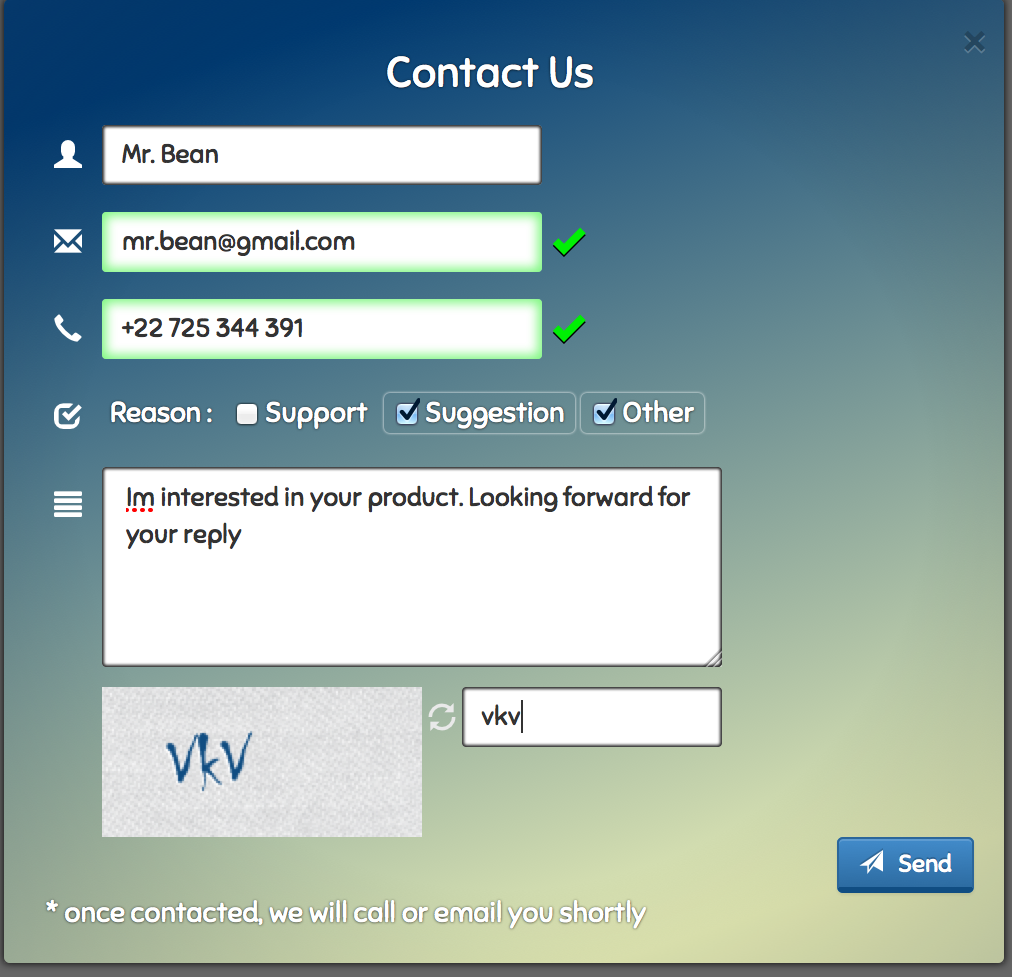 Contact Us
Mr. Bean
mr.bean@gmail.com
+22 725 344 391
Reason : Support Suggestion Other
Im interested in your product. Looking forward for
your reply
VkV
vkv
Send
* once contacted, we will call or email you shortly